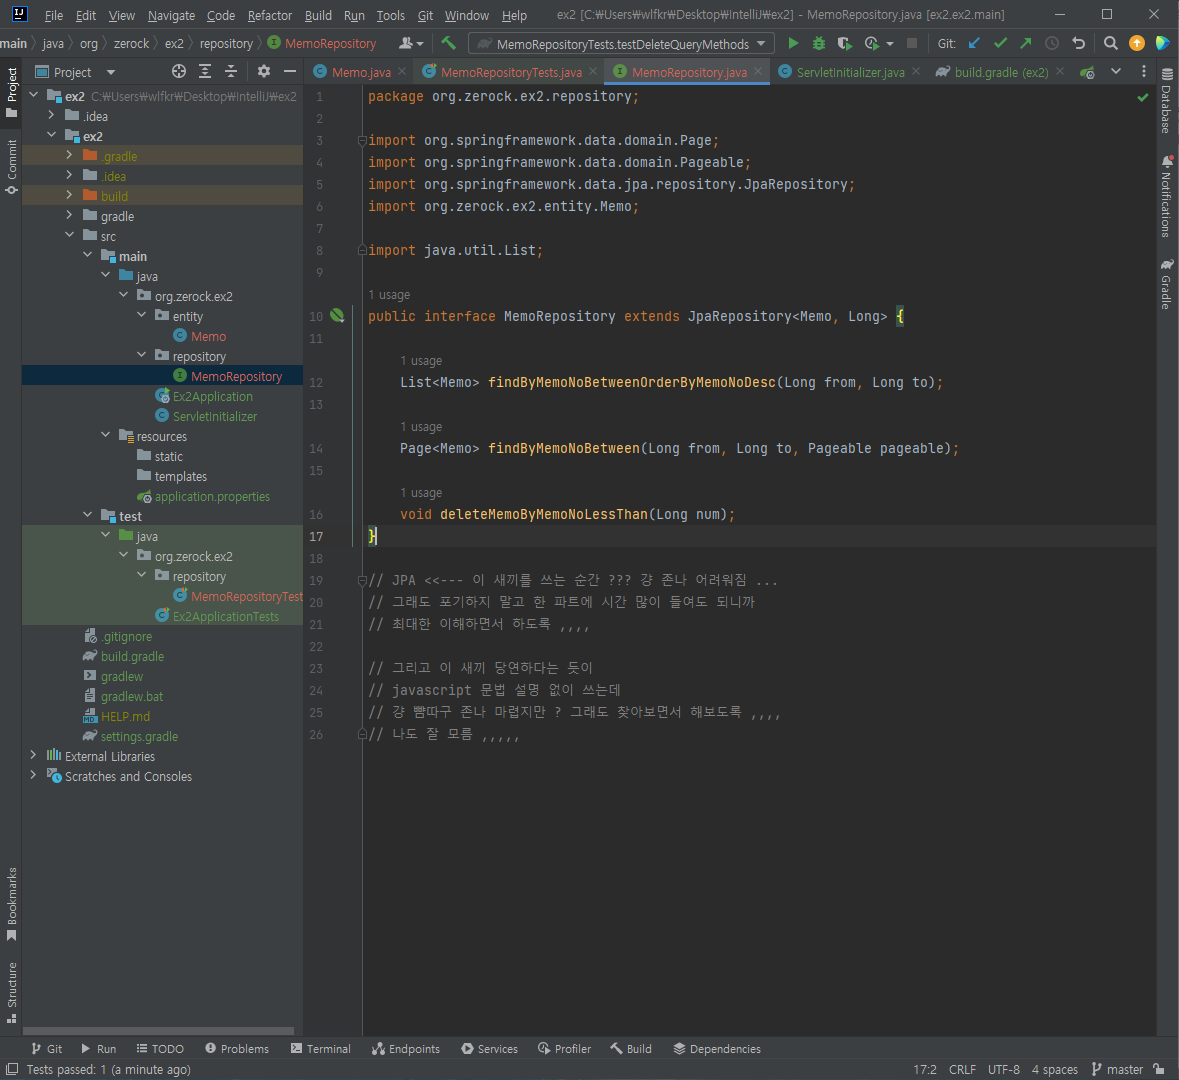 File Edit View Navigate Code Refactor Build Run Tools Git Window Help ex2 [C:₩Users₩wlfkr₩Desktop₩IntelliJ₩ex2] - MemoRepository.java [ex2.ex2.main]
main java org zerock ex2 repository MemoRepository MemoRepositoryTests.testDeleteQueryMethods Git:
Project Memo.java MemoRepositoryTests.java MemoRepository.java ServletInitializer.java build.gradle (ex2)
Project
Commit
Bookmarks
Structure
ex2 C:₩Users₩wlfkr₩Desktop₩IntelliJ₩ex2
.idea
ex2
.gradle
.idea
build
gradle
src
main
java
org.zerock.ex2
entity
Memo
repository
MemoRepository
Ex2Application
ServletInitializer
resources
static
templates
application.properties
test
java
org.zerock.ex2
repository
MemoRepositoryTest
Ex2ApplicationTests
.gitignore
build.gradle
gradlew
gradlew.bat
HELP.md
settings.gradle
External Libraries
Scratches and Consoles
1 package org.zerock.ex2.repository;
2
3 import org.springframework.data.domain.Page;
4 import org.springframework.data.domain.Pageable;
5 import org.springframework.data.jpa.repository.JpaRepository;
6 import org.zerock.ex2.entity.Memo;
7
8 import java.util.List;
9
1 usage
10 public interface MemoRepository extends JpaRepository<Memo, Long> {
11
1 usage
12 List<Memo> findByMemoNoBetweenOrderByMemoNoDesc(Long from, Long to);
13
1 usage
14 Page<Memo> findByMemoNoBetween(Long from, Long to, Pageable pageable);
15
1 usage
16 void deleteMemoByMemoNoLessThan(Long num);
17 }
18
19 // JPA <<--- 이 새끼를 쓰는 순간 ??? 걍 존나 어려워짐 ...
20 // 그래도 포기하지 말고 한 파트에 시간 많이 들여도 되니까
21 // 최대한 이해하면서 하도록 ,,,,
22
23 // 그리고 이 새끼 당연하다는 듯이
24 // javascript 문법 설명 없이 쓰는데
25 // 걍 뺨따구 존나 마렵지만 ? 그래도 찾아보면서 해보도록 ,,,,
26 // 나도 잘 모름 ,,,,,
Database
Notifications
Gradle
Git Run TODO Problems Terminal Endpoints Services Profiler Build Dependencies
Tests passed: 1 (a minute ago) 17:2 CRLF UTF-8 4 spaces master